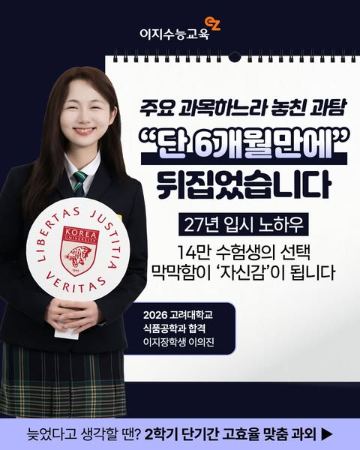 이지수능교육 ez
주요 과목하느라 놓친 과탐
“단 6개월만에”
뒤집었습니다
27년 입시 노하우
14만 수험생의 선택
막막함이 ‘자신감’이 됩니다
LIBERTAS JUSTITIA VERITAS
KOREA
UNIVERSITY
2026 고려대학교
식품공학과 합격
이지장학생 이의진
늦었다고 생각할 땐? 2학기 단기간 고효율 맞춤 과외 ▶